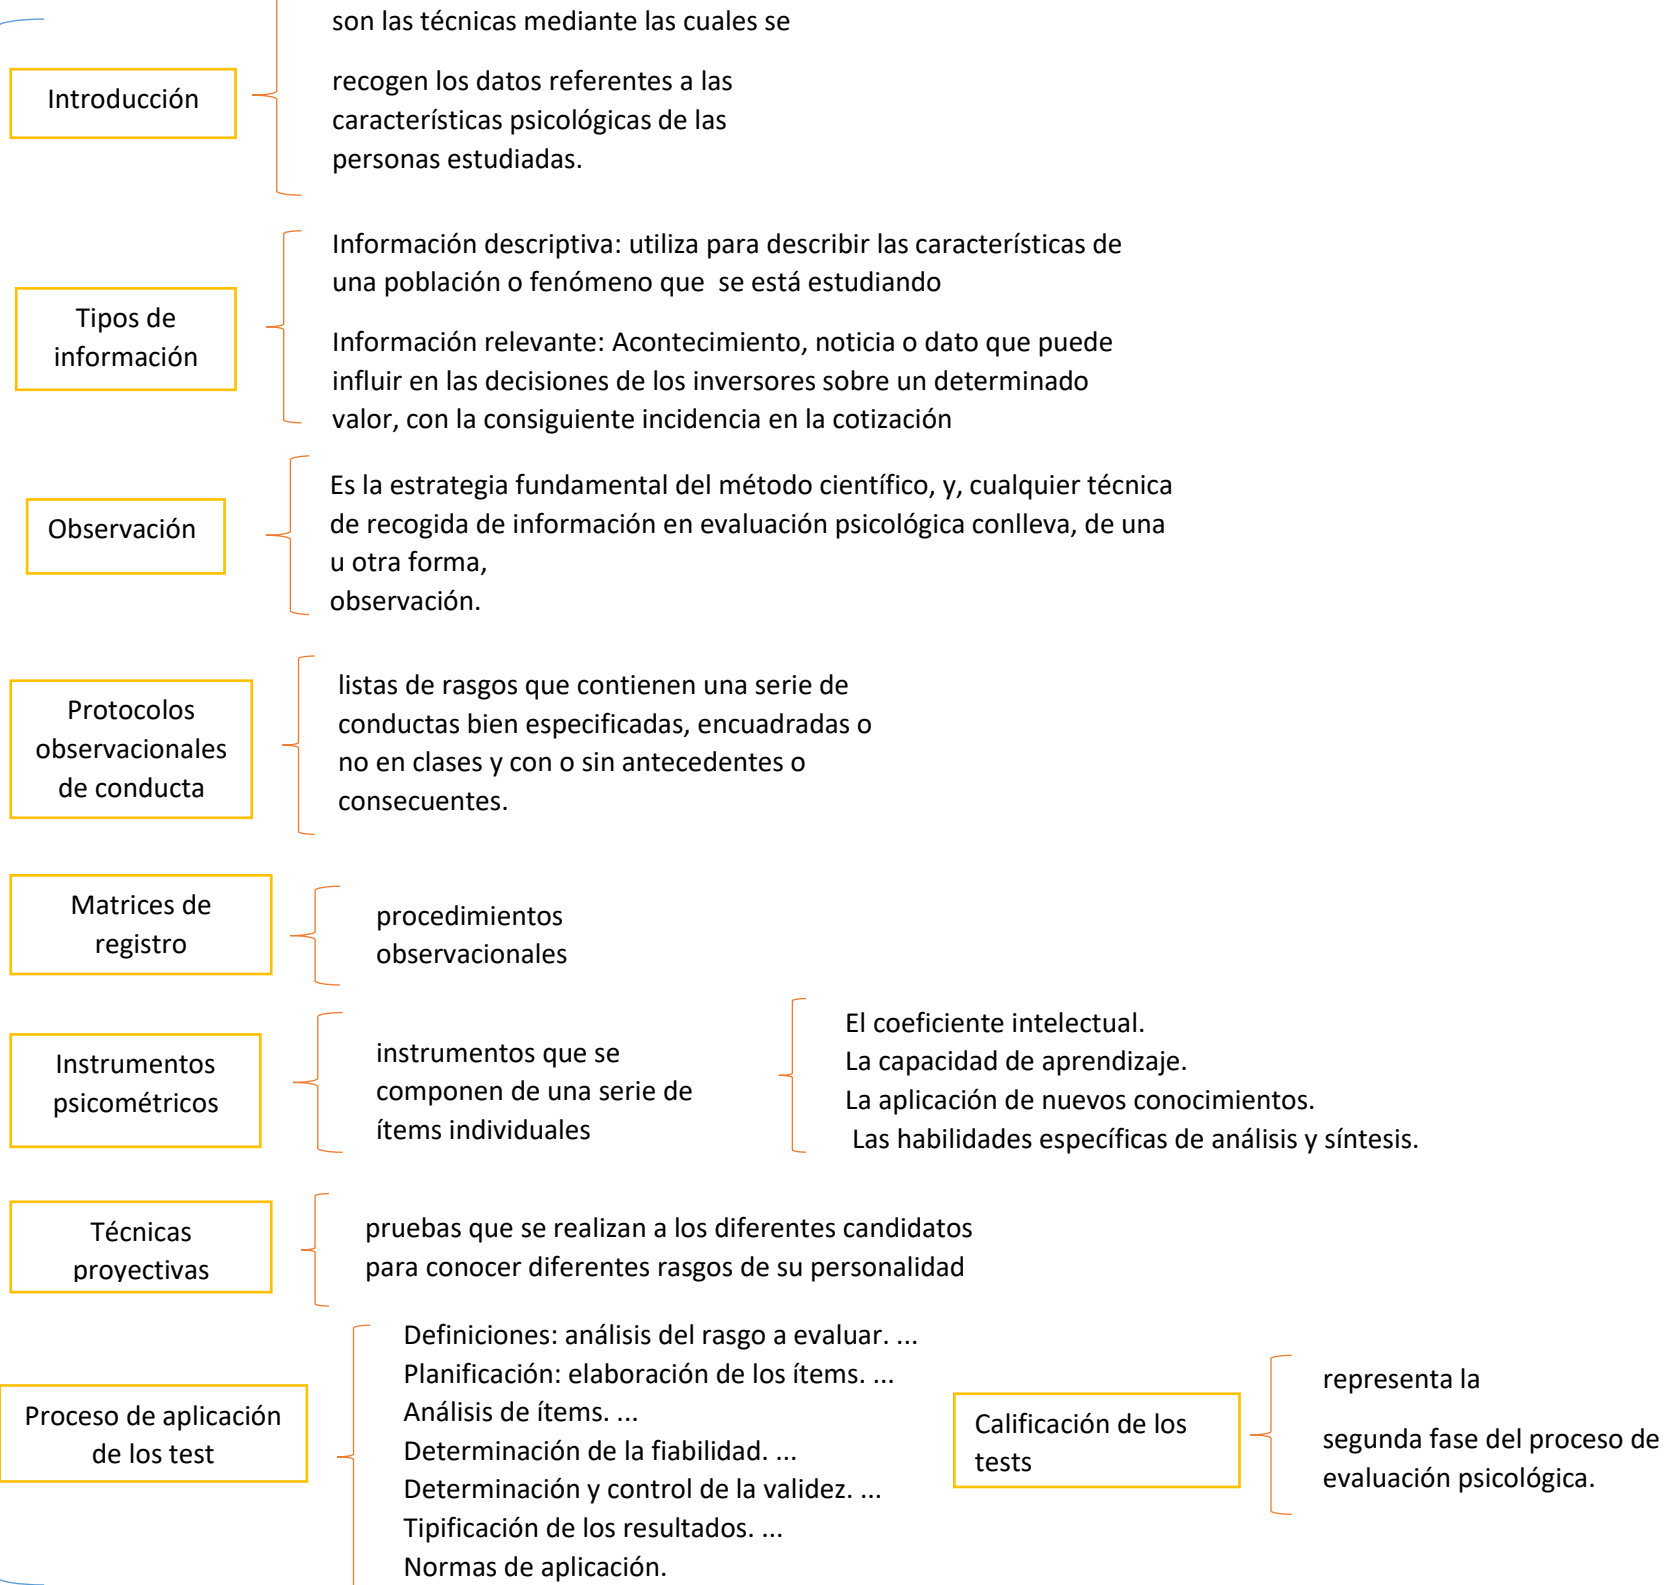 son las técnicas mediante las cuales se
Introducción
recogen los datos referentes a las
características psicológicas de las
personas estudiadas.
Tipos de
información
Información descriptiva: utiliza para describir las características de
una población o fenómeno que  se está estudiando
Información relevante: Acontecimiento, noticia o dato que puede
influir en las decisiones de los inversores sobre un determinado
valor, con la consiguiente incidencia en la cotización
Observación
Es la estrategia fundamental del método científico, y, cualquier técnica
de recogida de información en evaluación psicológica conlleva, de una
u otra forma,
observación.
Protocolos
observacionales
de conducta
listas de rasgos que contienen una serie de
conductas bien especificadas, encuadradas o
no en clases y con o sin antecedentes o
consecuentes.
Matrices de
registro
procedimientos
observacionales
Instrumentos
psicométricos
instrumentos que se
componen de una serie de
ítems individuales
El coeficiente intelectual.
La capacidad de aprendizaje.
La aplicación de nuevos conocimientos.
Las habilidades específicas de análisis y síntesis.
Técnicas
proyectivas
pruebas que se realizan a los diferentes candidatos
para conocer diferentes rasgos de su personalidad
Proceso de aplicación
de los test
Definiciones: análisis del rasgo a evaluar. ...
Planificación: elaboración de los ítems. ...
Análisis de ítems. ...
Determinación de la fiabilidad. ...
Determinación y control de la validez. ...
Tipificación de los resultados. ...
Normas de aplicación.
Calificación de los
tests
representa la
segunda fase del proceso de
evaluación psicológica.